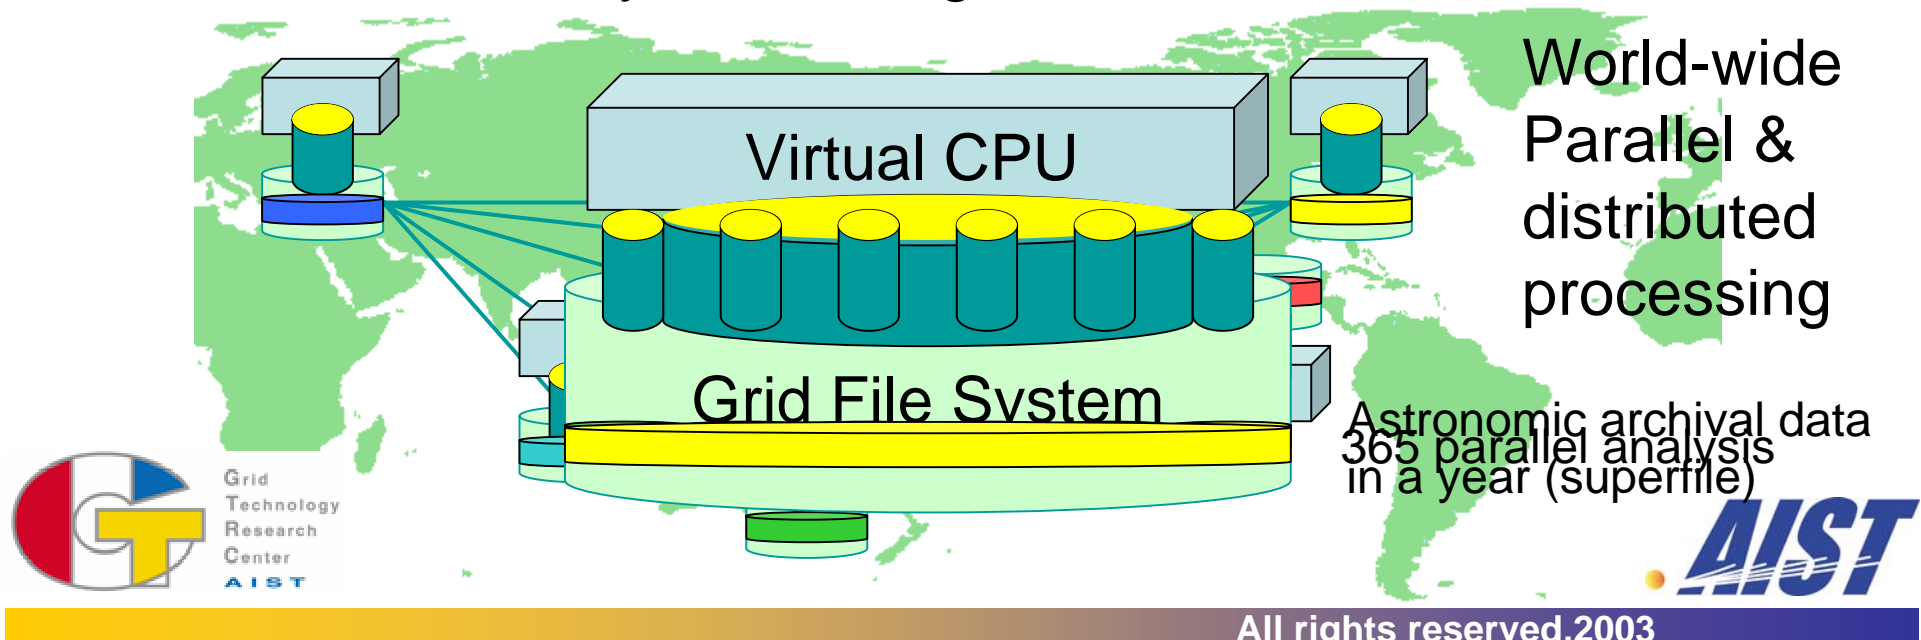 World-wide
Parallel &
distributed
processing
Virtual CPU
Grid File System
Astronomic archival data
365 parallel analysis
in a year (superfile)
Grid
Technology
Research
Center
AIST
AIST
All rights reserved.2003